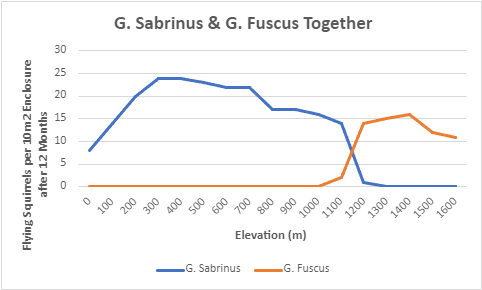 G. Sabrinus & G. Fuscus Together
Flying Squirrels per 10m2 Enclosure
after 12 Months
30
25
20
15
10
5
0
0 100 200 300 400 500 600 700 800 900 1000 1100 1200 1300 1400 1500 1600
Elevation (m)
G. Sabrinus G. Fuscus